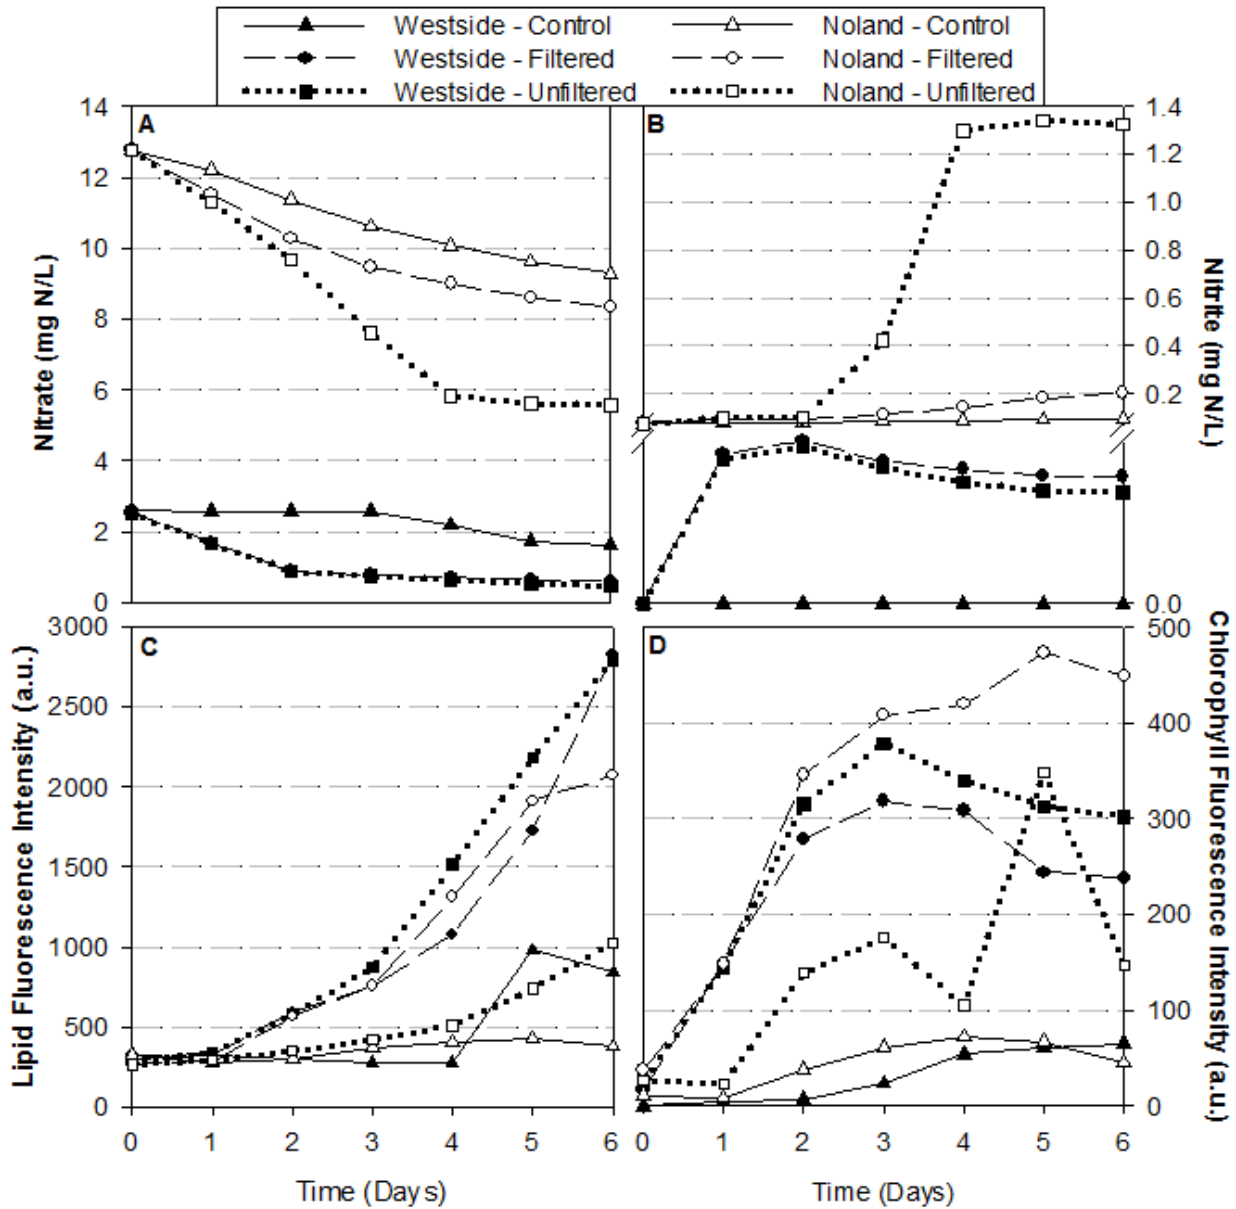 Westside - Control
Noland - Control
Westside - Filtered
Noland - Filtered
Westside - Unfiltered
Noland - Unfiltered
A
14
12
10
8
6
4
2
0
Nitrate (mg N/L)
B
1.4
1.2
1.0
0.8
0.6
0.4
0.2
0.0
Nitrite (mg N/L)
C
3000
2500
2000
1500
1000
500
0
Lipid Fluorescence Intensity (a.u.)
0 1 2 3 4 5 6
Time (Days)
D
500
400
300
200
100
0
Chlorophyll Fluorescence Intensity (a.u.)
0 1 2 3 4 5 6
Time (Days)